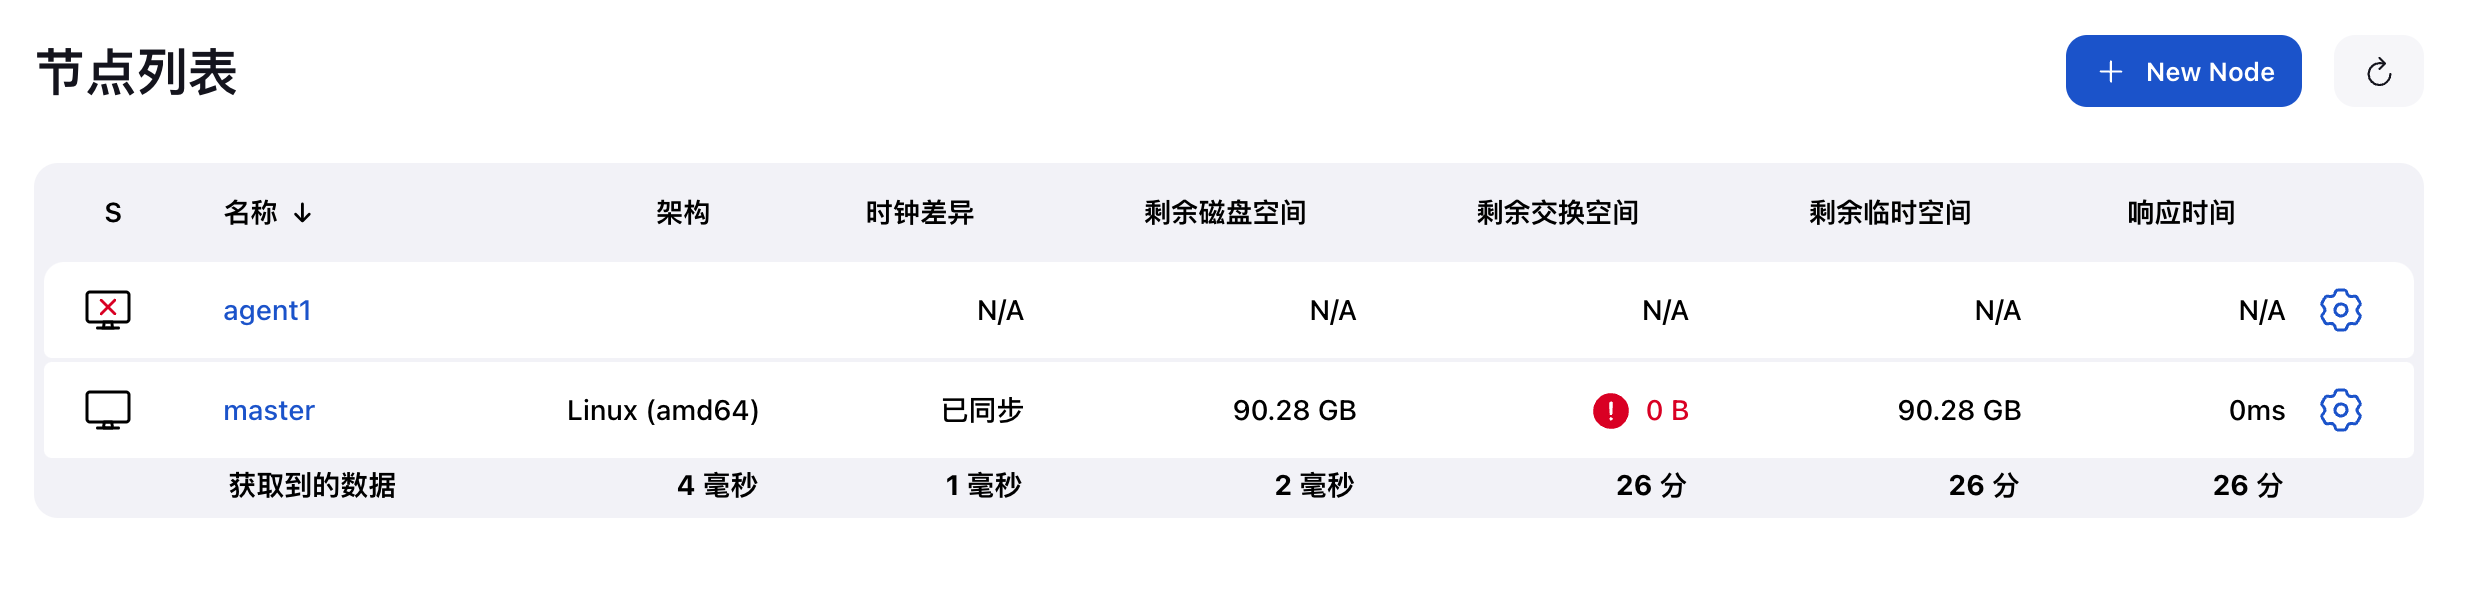 节点列表
New Node
S 名称 ↓ 架构 时钟差异 剩余磁盘空间 剩余交换空间 剩余临时空间 响应时间
agent1 N/A N/A N/A N/A N/A
master Linux (amd64) 已同步 90.28 GB 0 B 90.28 GB 0ms
获取到的数据 4 毫秒 1 毫秒 2 毫秒 26 分 26 分 26 分